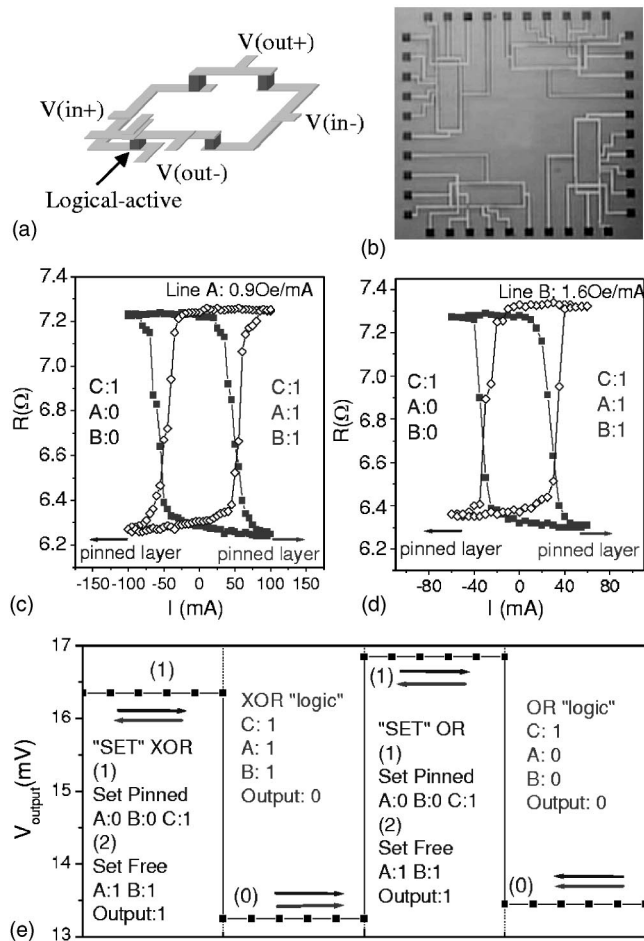 V(out+)
V(in+)
V(in-)
V(out-)
Logical-active
(a)
(b)
Line A: 0.9Oe/mA
7.4
7.2
7.0
6.8
6.6
6.4
6.2
R(Ω)
C:1
A:0
B:0
C:1
A:1
B:1
pinned layer
pinned layer
-150 -100 -50 0 50 100 150
I (mA)
(c)
Line B: 1.6Oe/mA
7.4
7.2
7.0
6.8
6.6
6.4
6.2
R(Ω)
C:1
A:0
B:0
C:1
A:1
B:1
pinned layer
pinned layer
-80 -40 0 40 80
I (mA)
(d)
17
16
15
14
13
Voutput(mV)
(1)
"SET" XOR
(1)
Set Pinned
A:0 B:0 C:1
(2)
Set Free
A:1 B:1
Output:1
XOR "logic"
C: 1
A: 1
B: 1
Output: 0
(0)
(1)
"SET" OR
(1)
Set Pinned
A:0 B:0 C:1
(2)
Set Free
A:1 B:1
Output:1
OR "logic"
C: 1
A: 0
B: 0
Output: 0
(0)
(e)